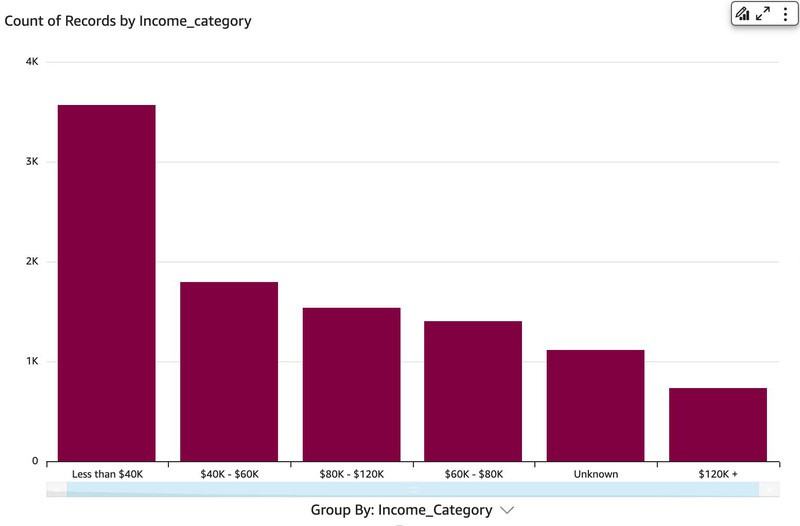 Count of Records by Income_category
4K
3K
2K
1K
0
Less than $40K $40K - $60K $80K - $120K $60K - $80K Unknown $120K +
Group By: Income_Category